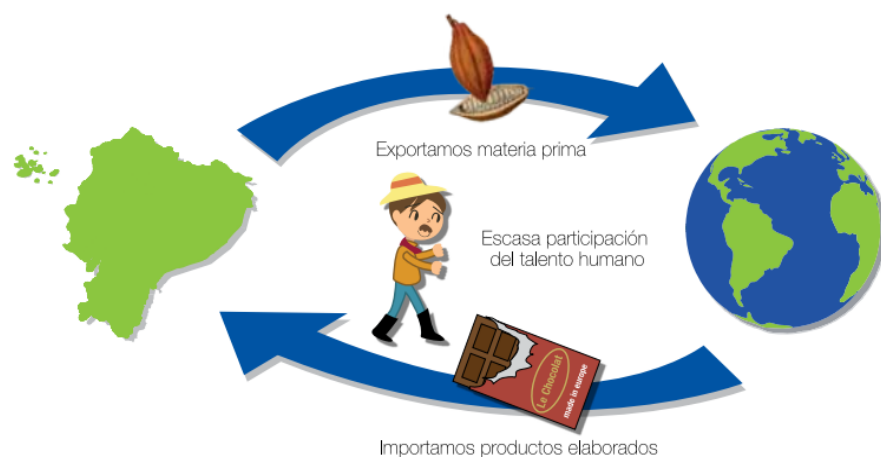 Exportamos materia prima
Escasa participación
del talento humano
Le Chocolat
made in europe
Importamos productos elaborados